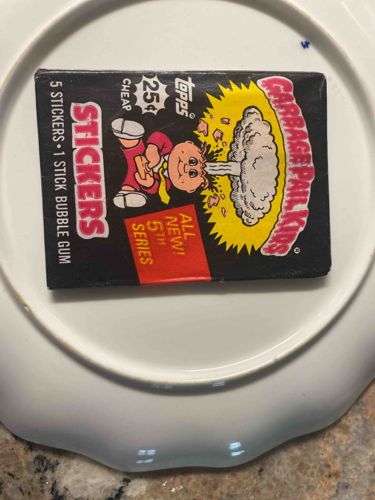 GARBAGE PAIL KIDS®
topps®
25¢
CHEAP
ALL
NEW!
5TH
SERIES
STICKERS
5 STICKERS • 1 STICK BUBBLE GUM